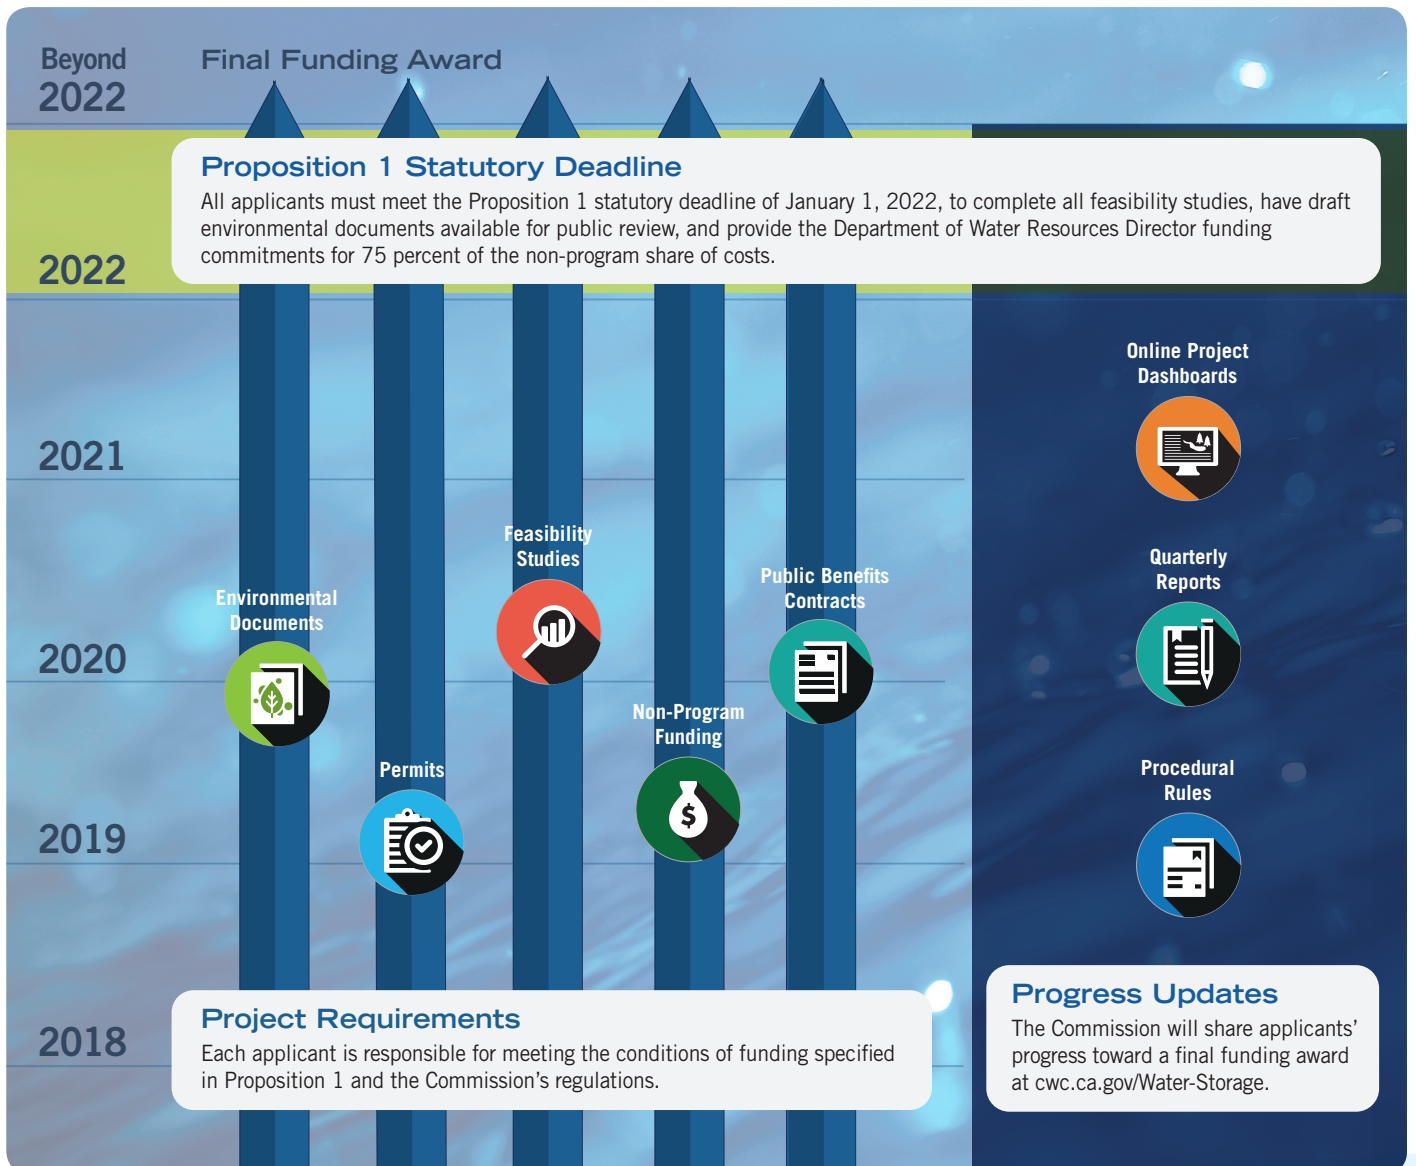 Beyond
2022
Final Funding Award
Proposition 1 Statutory Deadline
All applicants must meet the Proposition 1 statutory deadline of January 1, 2022, to complete all feasibility studies, have draft
environmental documents available for public review, and provide the Department of Water Resources Director funding
commitments for 75 percent of the non-program share of costs.
2022
2021
2020
2019
2018
Environmental
Documents
Permits
Feasibility
Studies
Non-Program
Funding
$
Public Benefits
Contracts
Online Project
Dashboards
Quarterly
Reports
Procedural
Rules
Project Requirements
Each applicant is responsible for meeting the conditions of funding specified
in Proposition 1 and the Commission's regulations.
Progress Updates
The Commission will share applicants'
progress toward a final funding award
at cwc.ca.gov/Water-Storage.